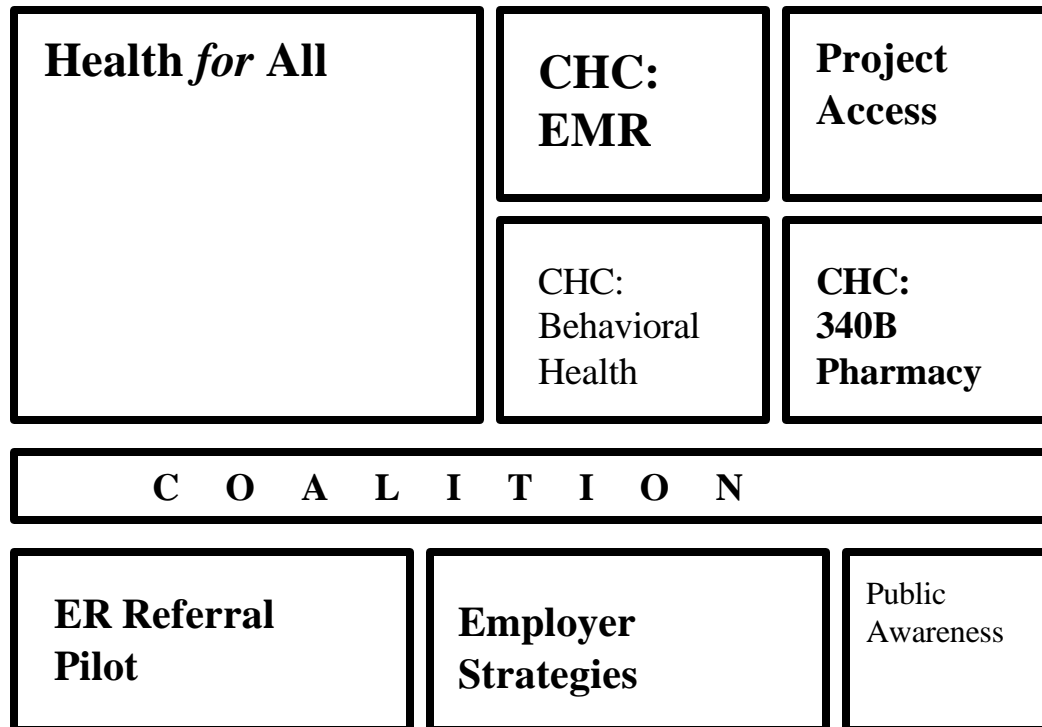 Health for All
CHC:
EMR
Project
Access
CHC:
Behavioral
Health
CHC:
340B
Pharmacy
C O A L I T I O N
ER Referral
Pilot
Employer
Strategies
Public
Awareness